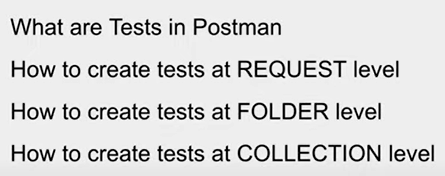 What are Tests in Postman
How to create tests at REQUEST level
How to create tests at FOLDER level
How to create tests at COLLECTION level